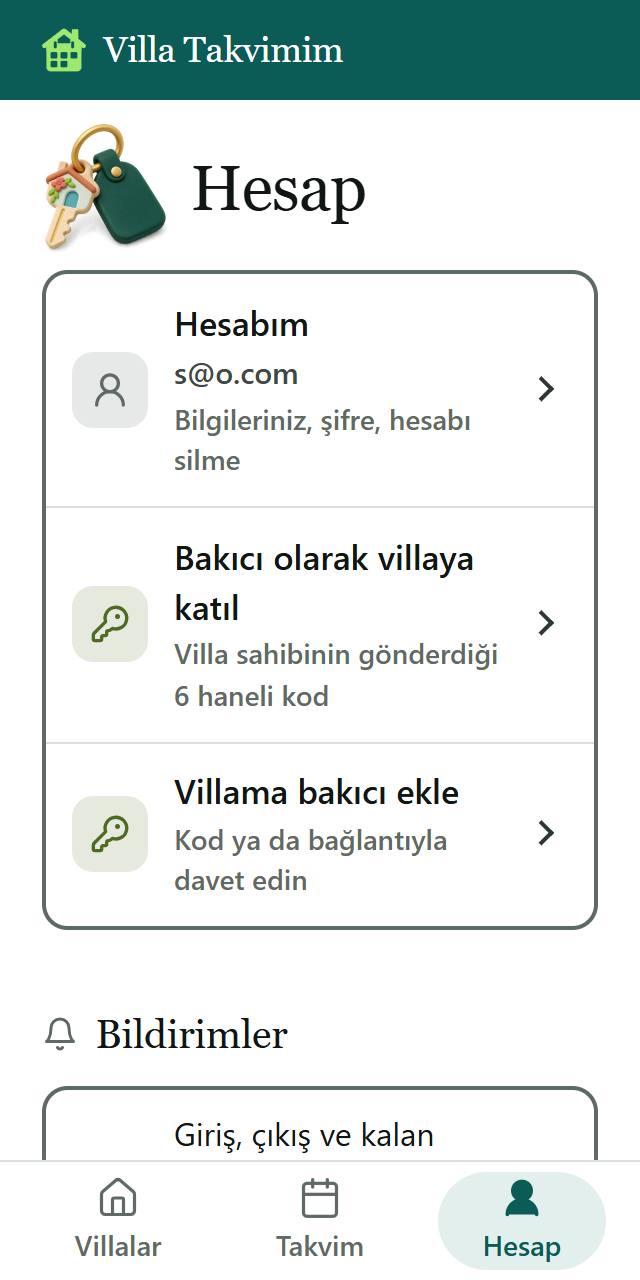 Villa Takvimim
Hesap
Hesabım
s@o.com
Bilgileriniz, şifre, hesabı
silme
Bakıcı olarak villaya
katıl
Villa sahibinin gönderdiği
6 haneli kod
Villama bakıcı ekle
Kod ya da bağlantıyla
davet edin
Bildirimler
Giriş, çıkış ve kalan
Villalar
Takvim
Hesap